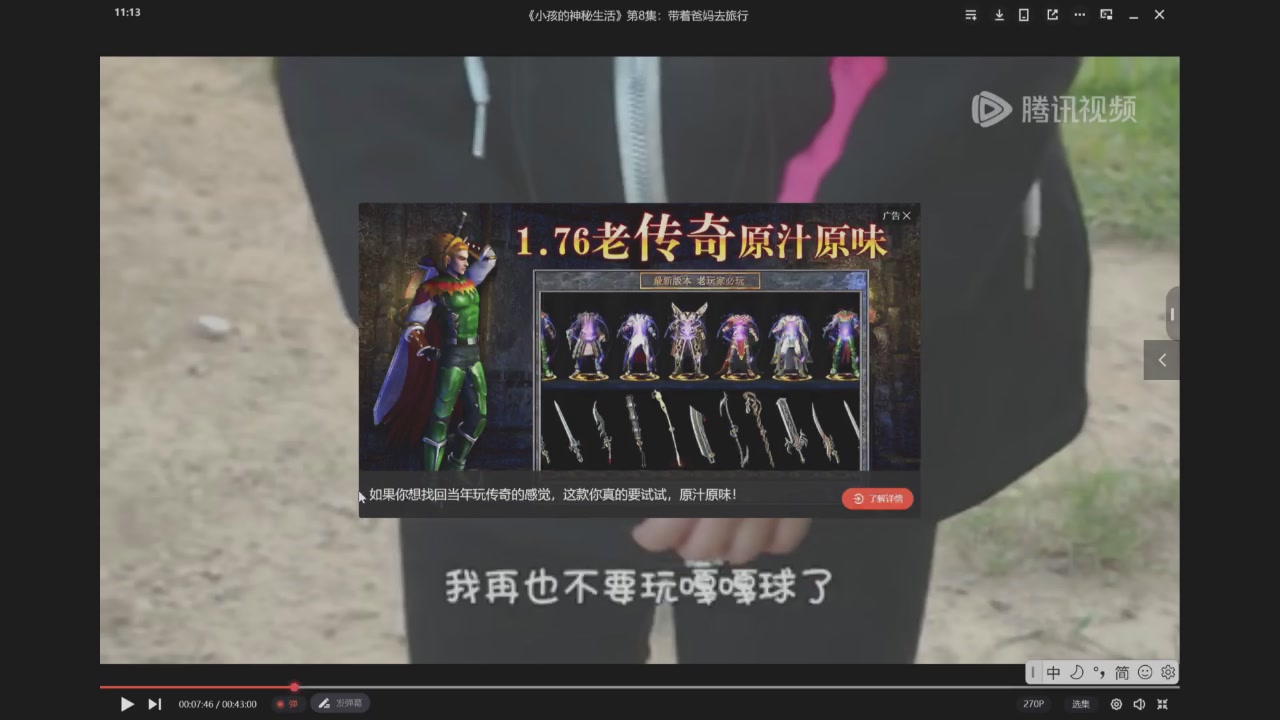 11:13
《小孩的神秘生活》第8集：带着爸妈去旅行
腾讯视频
广告
1.76老传奇原汁原味
最新版本 老玩家必玩
如果你想找回当年玩传奇的感觉，这款你真的要试试，原汁原味！
了解详情
我再也不要玩嘎嘎球了
中 °, 简
00:07:46 / 00:43:00
弹
发弹幕
270P
选集